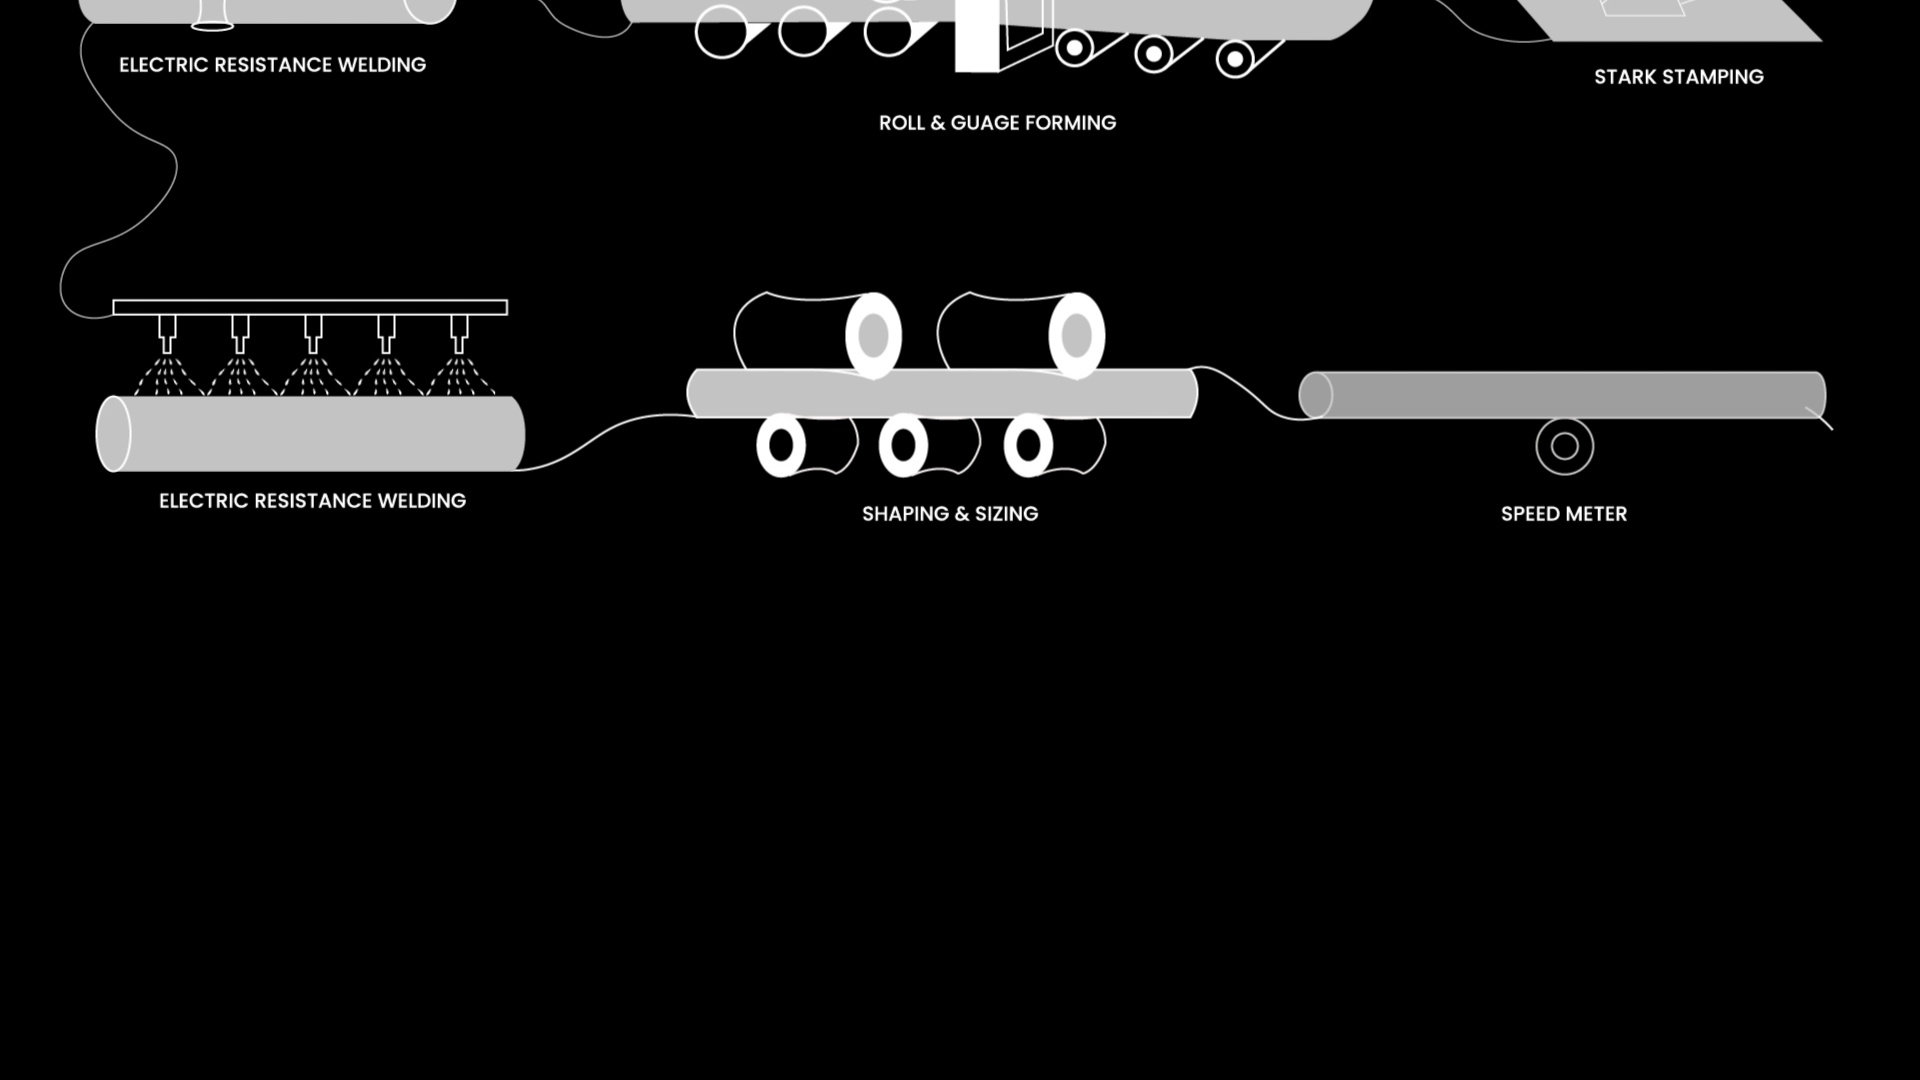 ELECTRIC RESISTANCE WELDING
STARK STAMPING
ROLL & GUAGE FORMING
ELECTRIC RESISTANCE WELDING
SHAPING & SIZING
SPEED METER